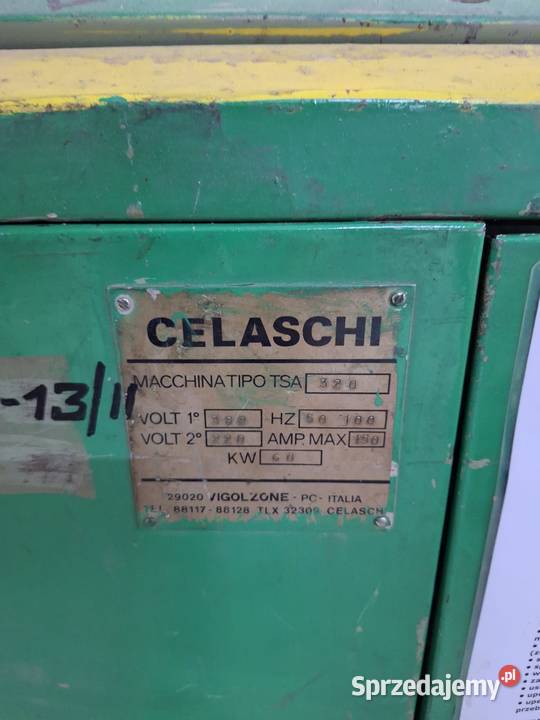 CELASCHI
MACCHINA TIPO TSA 320
VOLT 1° 380 HZ 50 100
VOLT 2° 220 AMP. MAX 150
KW 60
29020 VIGOLZONE - PC - ITALIA
TEL. 88117 - 88128 TLX 32309 CELASCHI
-13/11
Sprzedajemy.pl